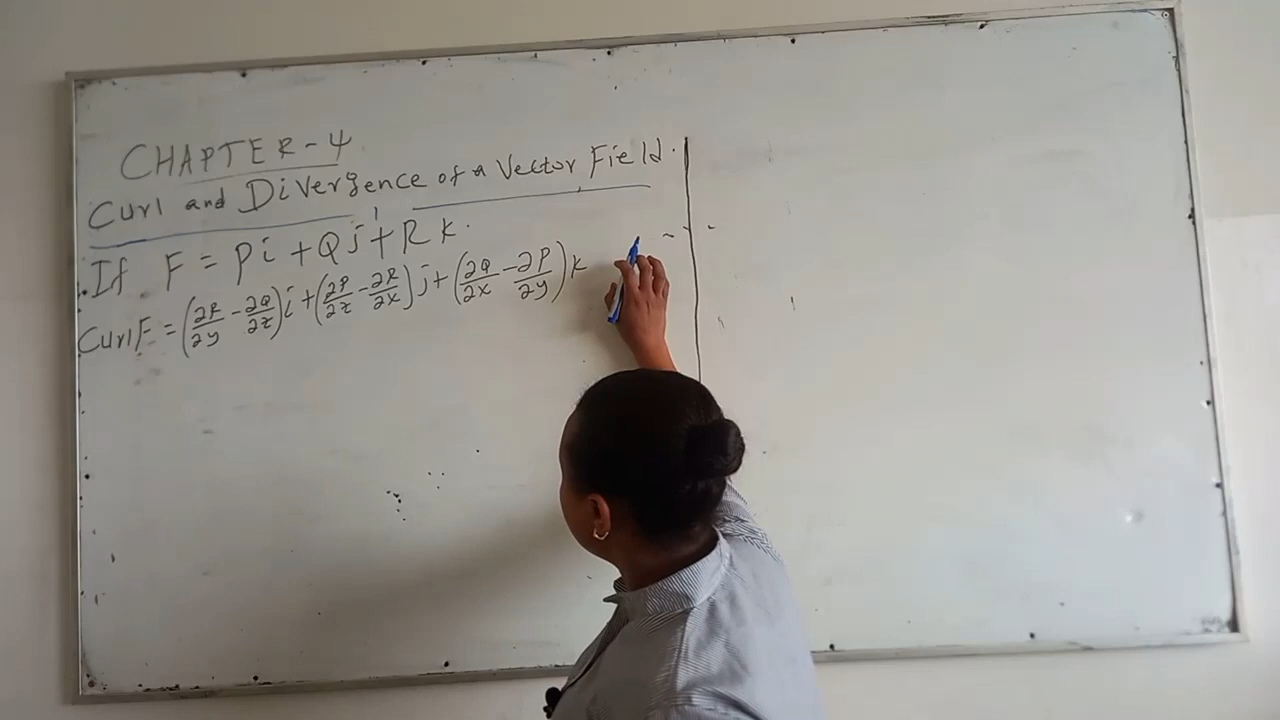 CHAPTER-4
Curl and Divergence of a Vector Field.
If F = Pi + Qj + Rk.
Curl F = (∂R/∂y - ∂Q/∂z)i + (∂P/∂z - ∂R/∂x)j + (∂Q/∂x - ∂P/∂y)k